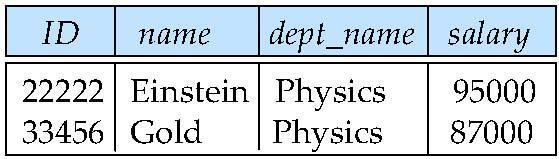 ID name dept_name salary
22222 Einstein Physics 95000
33456 Gold Physics 87000